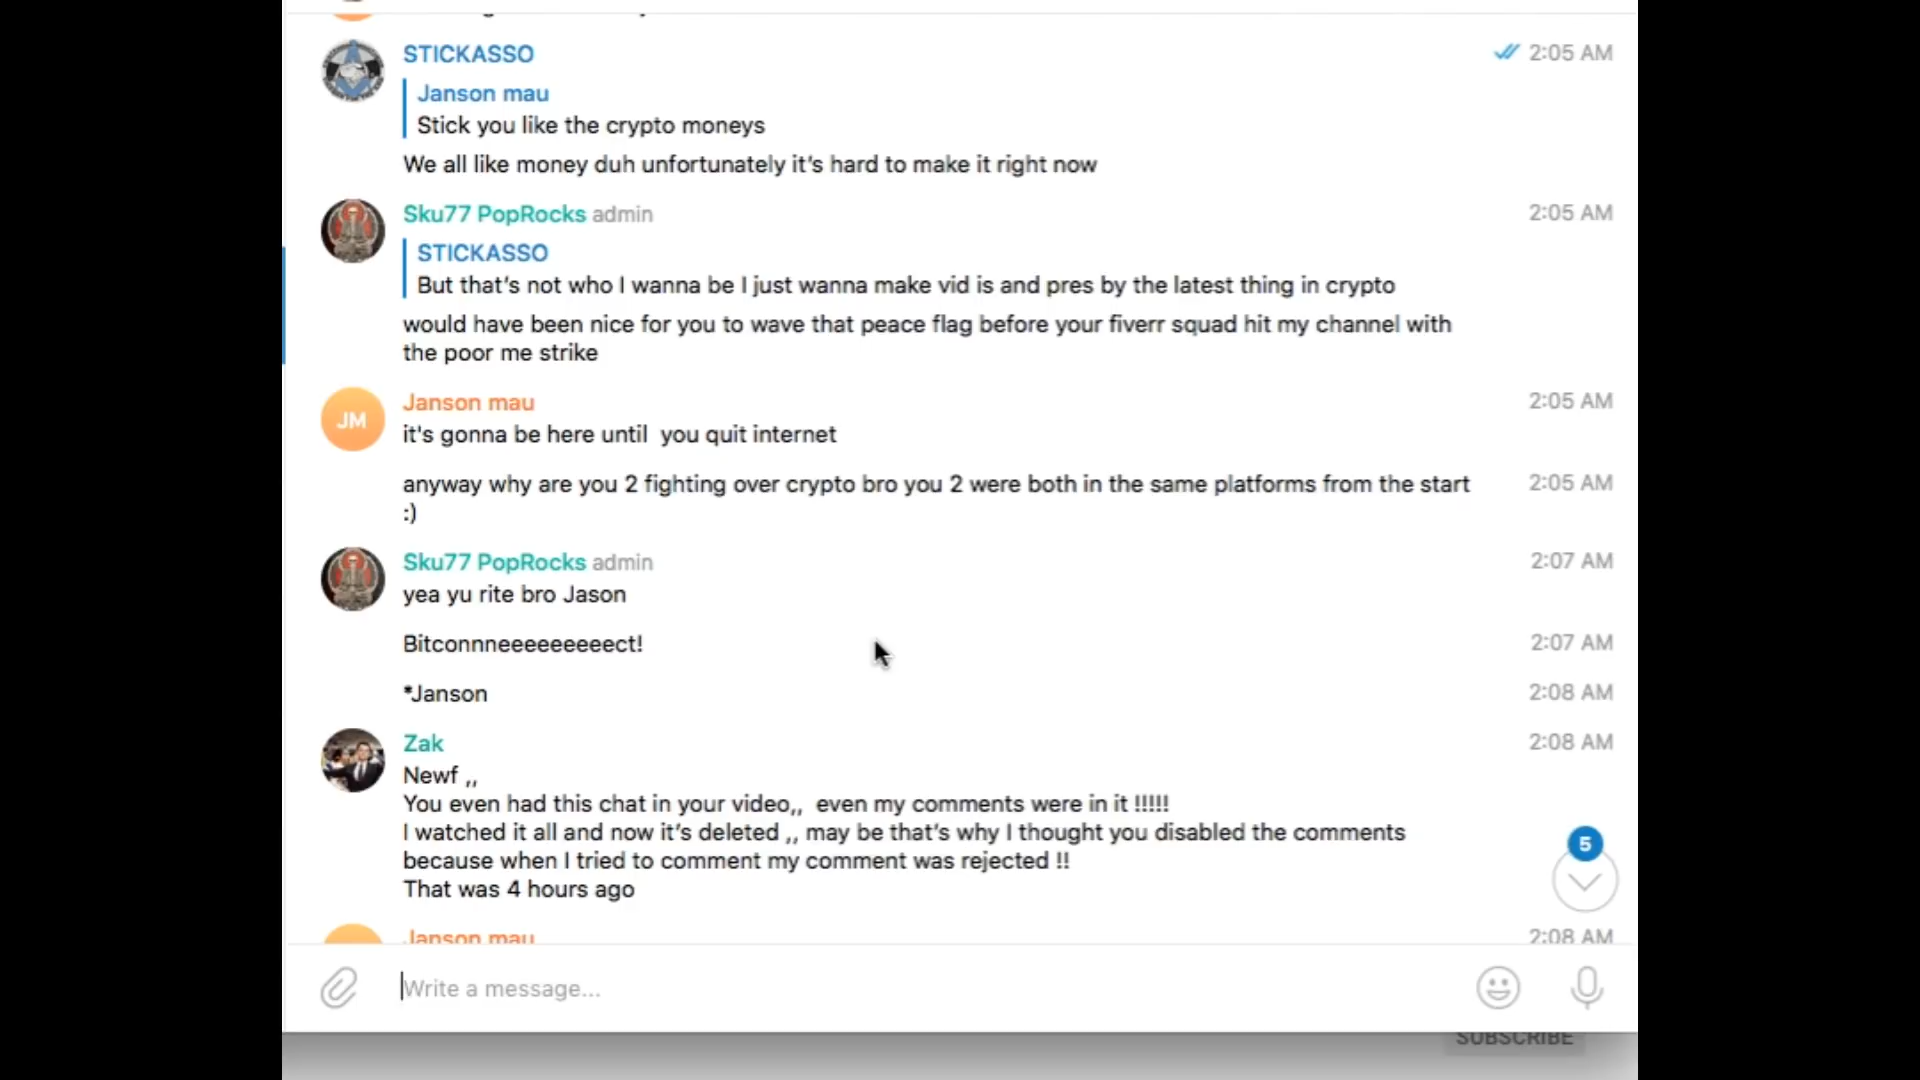 STICKASSO
2:05 AM
Janson mau
Stick you like the crypto moneys
We all like money duh unfortunately it's hard to make it right now
Sku77 PopRocks admin
2:05 AM
STICKASSO
But that's not who I wanna be I just wanna make vid is and pres by the latest thing in crypto
would have been nice for you to wave that peace flag before your fiverr squad hit my channel with
the poor me strike
JM
Janson mau
2:05 AM
it's gonna be here until  you quit internet
anyway why are you 2 fighting over crypto bro you 2 were both in the same platforms from the start
2:05 AM
:)
Sku77 PopRocks admin
2:07 AM
yea yu rite bro Jason
Bitconnneeeeeeeeect!
2:07 AM
*Janson
2:08 AM
Zak
2:08 AM
Newf ,,
You even had this chat in your video,,  even my comments were in it !!!!!
I watched it all and now it's deleted ,, may be that's why I thought you disabled the comments
because when I tried to comment my comment was rejected !!
That was 4 hours ago
5
Janson mau
2:08 AM
Write a message...
SUBSCRIBE